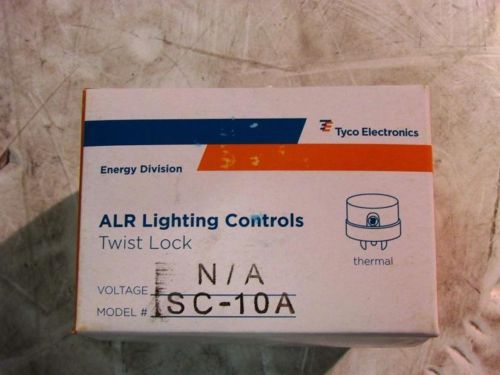 Tyco Electronics
Energy Division
ALR Lighting Controls
Twist Lock
thermal
VOLTAGE N/A
MODEL # SC-10A